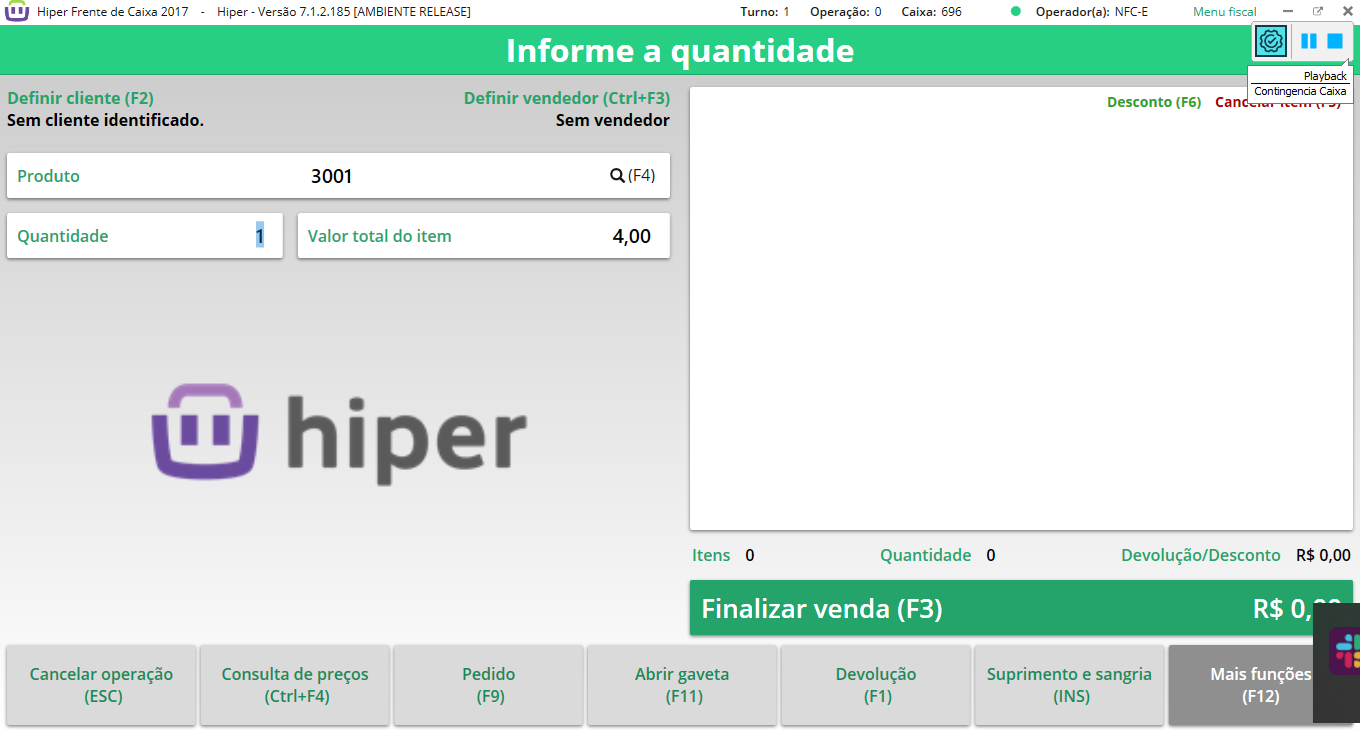 Hiper Frente de Caixa 2017 - Hiper - Versão 7.1.2.185 [AMBIENTE RELEASE] Turno: 1 Operação: 0 Caixa: 696 Operador(a): NFC-E Menu fiscal
Informe a quantidade
Playback
Contingencia Caixa
Definir cliente (F2) Definir vendedor (Ctrl+F3)
Sem cliente identificado. Sem vendedor
Desconto (F6)
Produto 3001 (F4)
Quantidade 1 Valor total do item 4,00
hiper
Itens 0 Quantidade 0 Devolução/Desconto R$ 0,00
Finalizar venda (F3) R$ 0,00
Cancelar operação (ESC)
Consulta de preços (Ctrl+F4)
Pedido (F9)
Abrir gaveta (F11)
Devolução (F1)
Suprimento e sangria (INS)
Mais funções (F12)